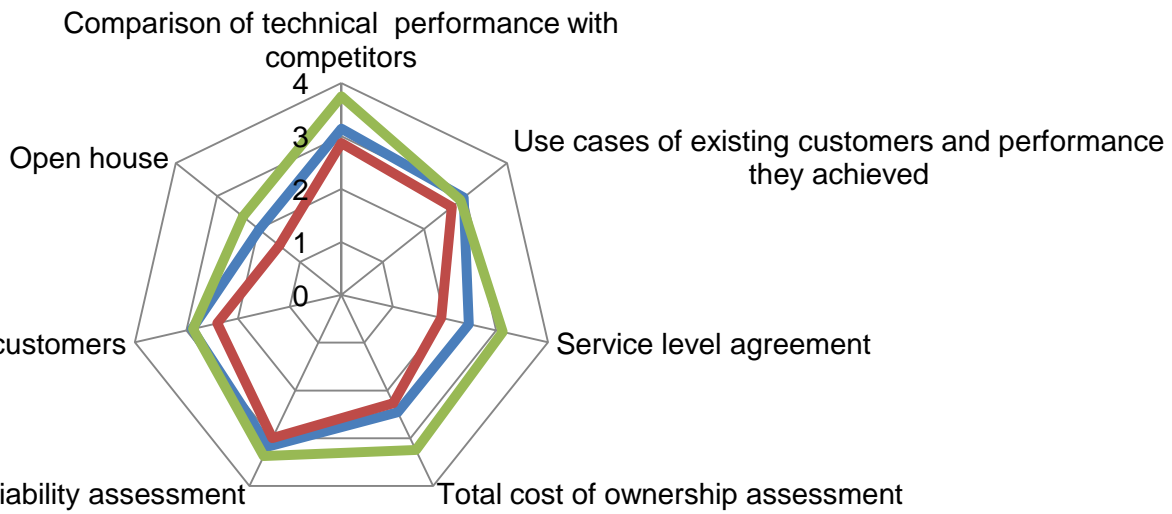 Comparison of technical  performance with
competitors
4
3
2
1
0
Open house
Use cases of existing customers and performance
they achieved
customers
Service level agreement
assessment
Total cost of ownership assessment